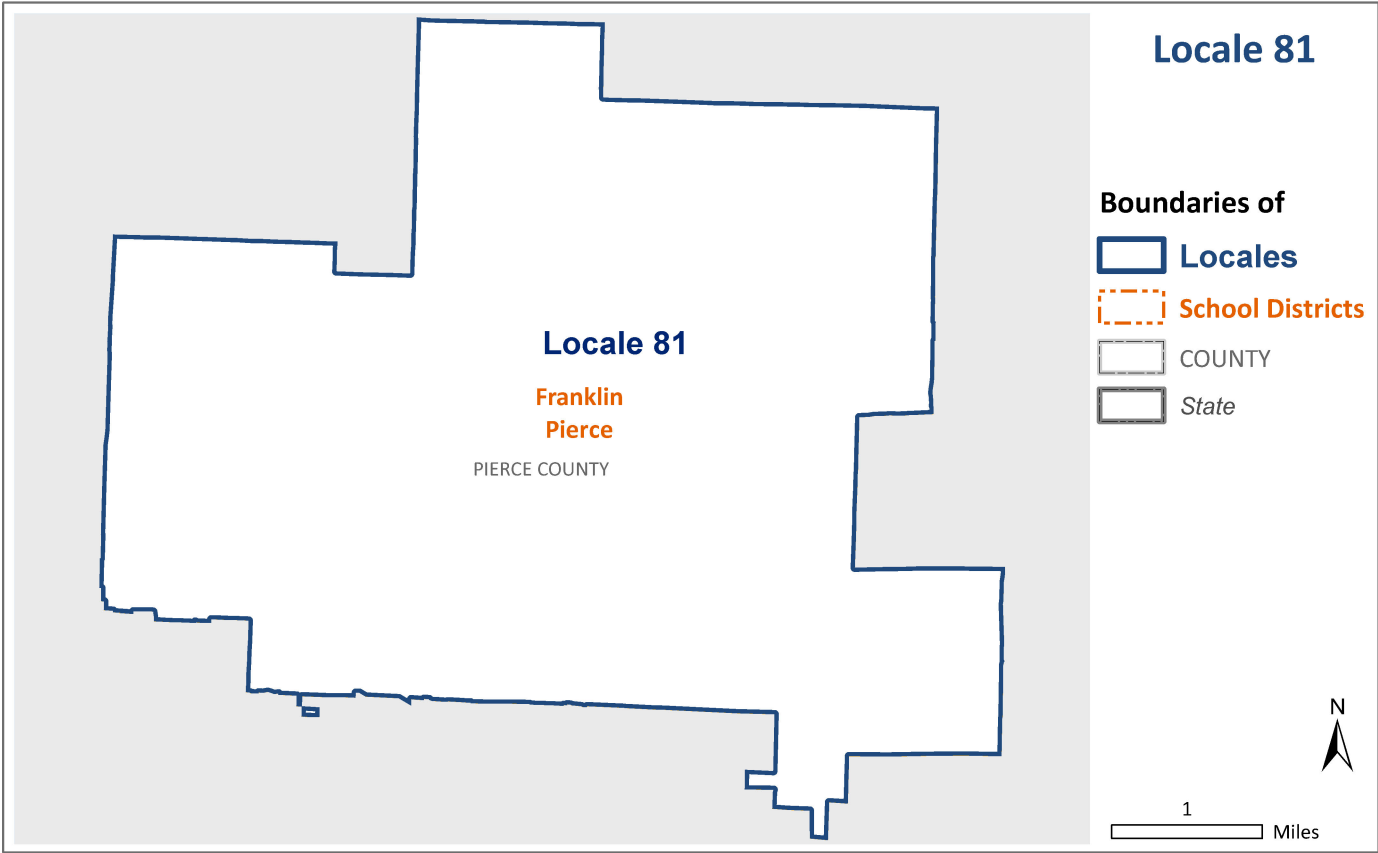 Locale 81
Boundaries of
Locales
School Districts
COUNTY
State
Locale 81
Franklin
Pierce
PIERCE COUNTY
N
1
Miles